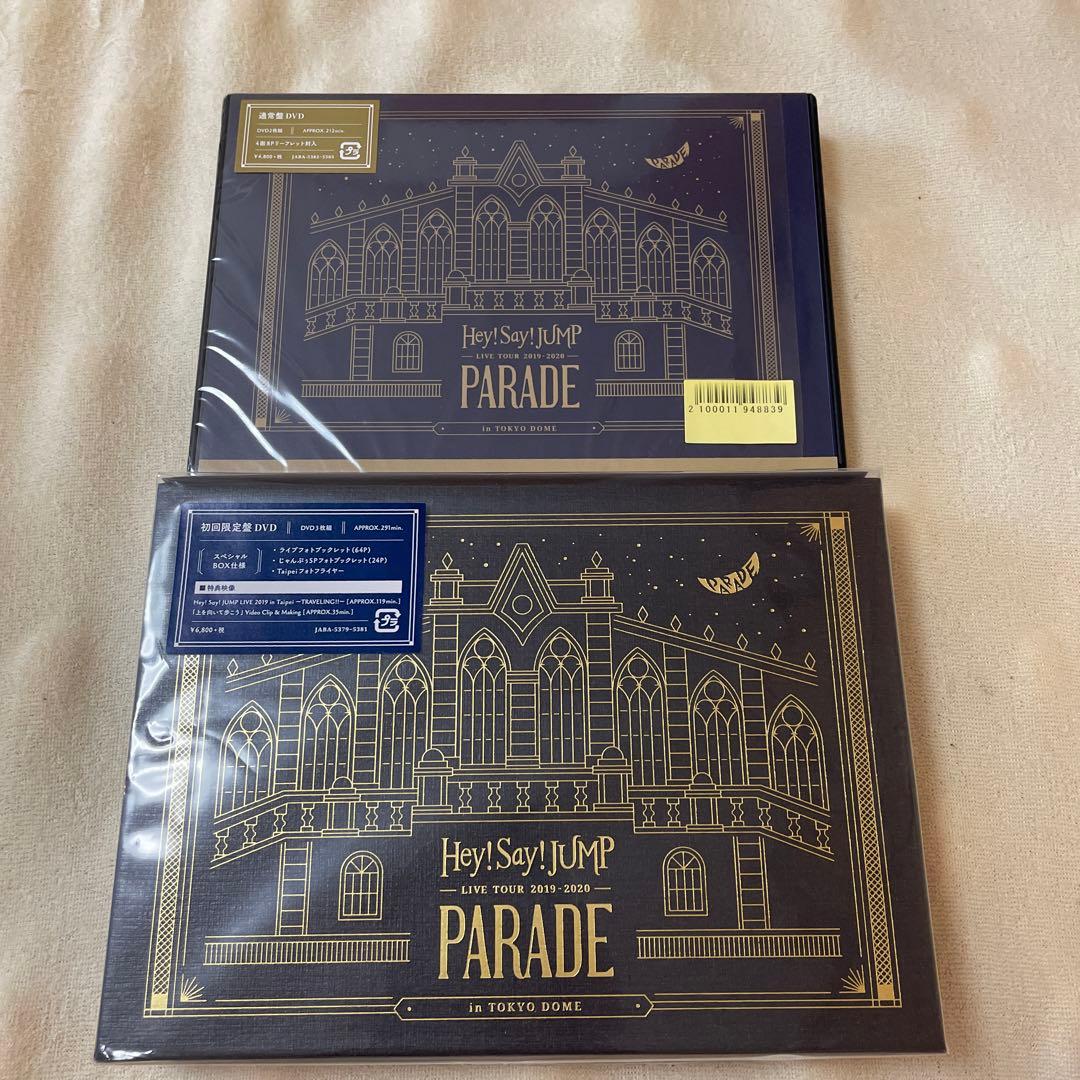 通常盤 DVD
DVD2枚組 APPROX.212min.
4面8Pリーフレット封入
¥4,800+税 JABA-5382~5383
プラ
PARADE
Hey! Say! JUMP
LIVE TOUR 2019-2020
PARADE
in TOKYO DOME
2 100011 948839
初回限定盤 DVD DVD3枚組 APPROX.291min.
スペシャル
BOX仕様
・ライブフォトブックレット(64P)
・じゃんぷぅSPフォトブックレット(24P)
・Taipeiフォトフライヤー
■特典映像
Hey! Say! JUMP LIVE 2019 in Taipei ーTRAVELING!!ー [APPROX.119min.]
「上を向いて歩こう」Video Clip & Making [APPROX.35min.]
¥6,800+税 JABA-5379~5381
プラ
PARADE
Hey! Say! JUMP
LIVE TOUR 2019-2020
PARADE
in TOKYO DOME